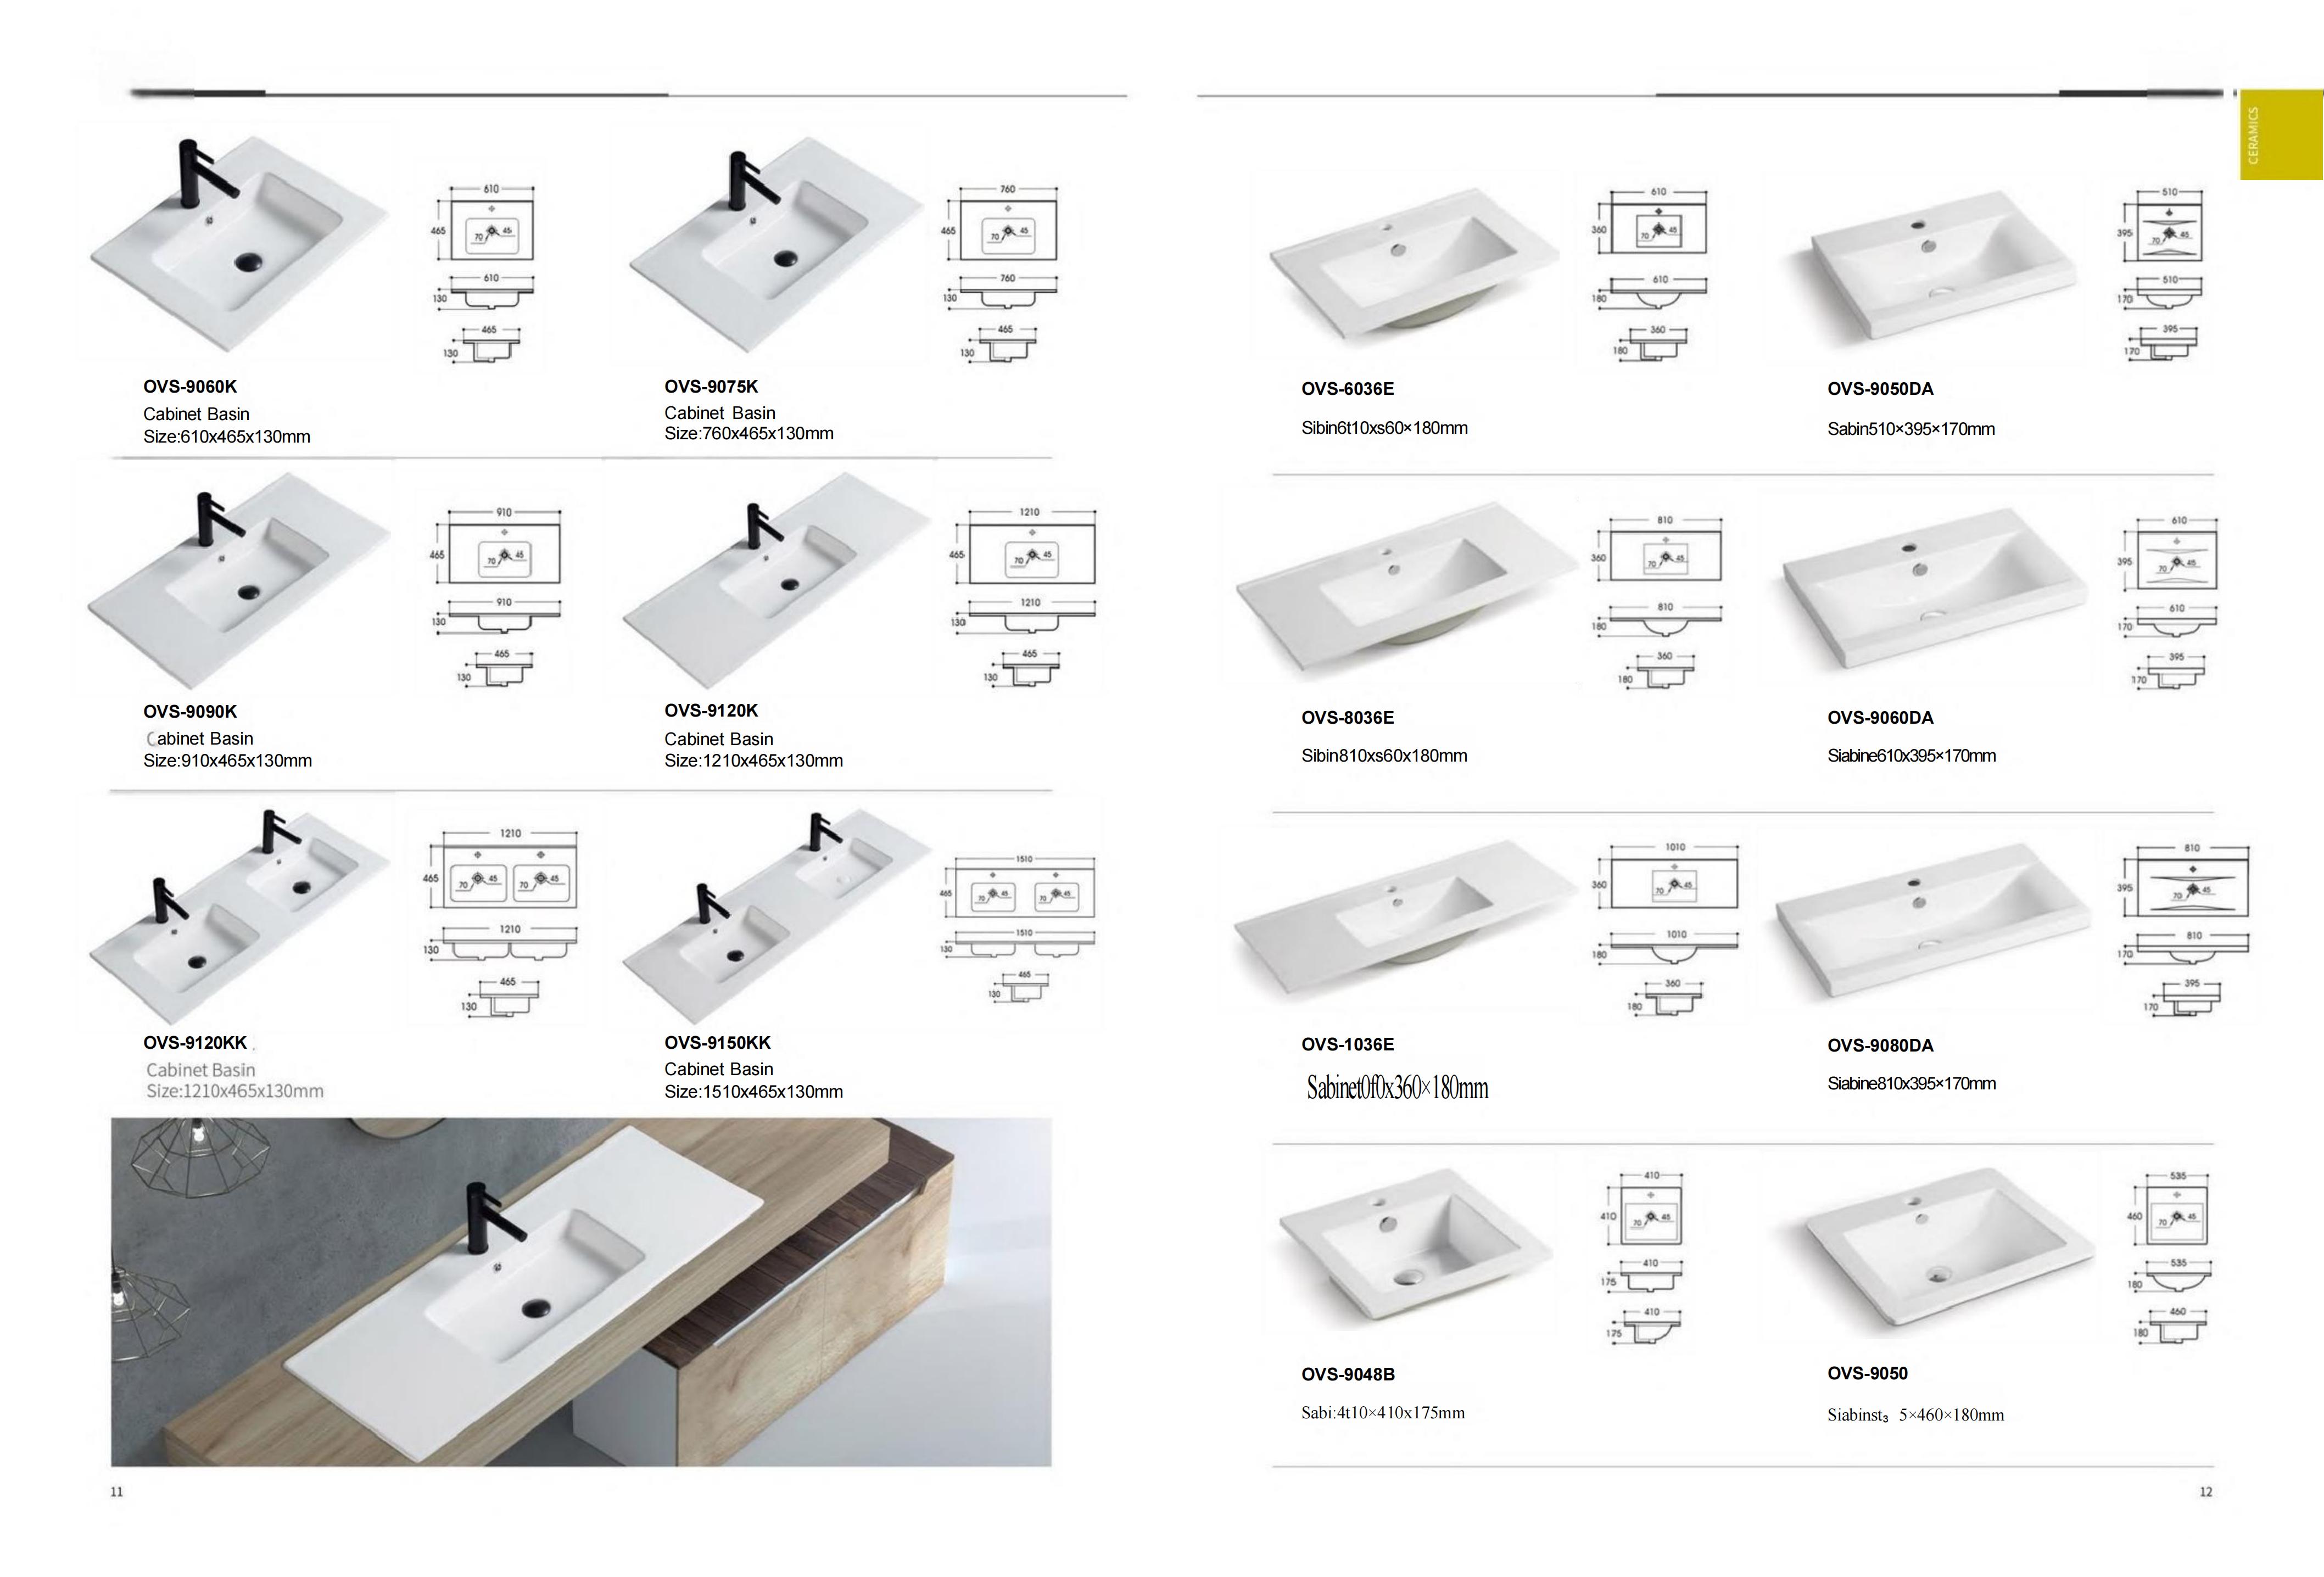 CERAMICS
610
465
70
45
610
130
465
130
OVS-9060K
Cabinet Basin
Size:610x465x130mm
760
465
70
45
760
130
465
130
OVS-9075K
Cabinet Basin
Size:760x465x130mm
910
465
70
45
910
130
465
130
OVS-9090K
Cabinet Basin
Size:910x465x130mm
1210
465
70
45
1210
130
465
130
OVS-9120K
Cabinet Basin
Size:1210x465x130mm
1210
465
70 45 70 45
1210
130
465
130
OVS-9120KK
Cabinet Basin
Size:1210x465x130mm
1510
465
70 45 70 45
1510
130
465
130
OVS-9150KK
Cabinet Basin
Size:1510x465x130mm
11
610
360
70
45
610
180
360
180
OVS-6036E
Sibin6t10xs60×180mm
510
395
70
45
510
170
395
170
OVS-9050DA
Sabin510×395×170mm
810
360
70
45
810
180
360
180
OVS-8036E
Sibin810xs60x180mm
610
395
70
45
610
170
395
170
OVS-9060DA
Siabine610x395×170mm
1010
360
70
45
1010
180
360
180
OVS-1036E
Sabinet0f0x360×180mm
810
395
70
45
810
170
395
170
OVS-9080DA
Siabine810x395×170mm
410
410
70
45
410
175
410
175
OVS-9048B
Sabi:4t10×410x175mm
535
460
70
45
535
180
460
180
OVS-9050
Siabinst₃ 5×460×180mm
12